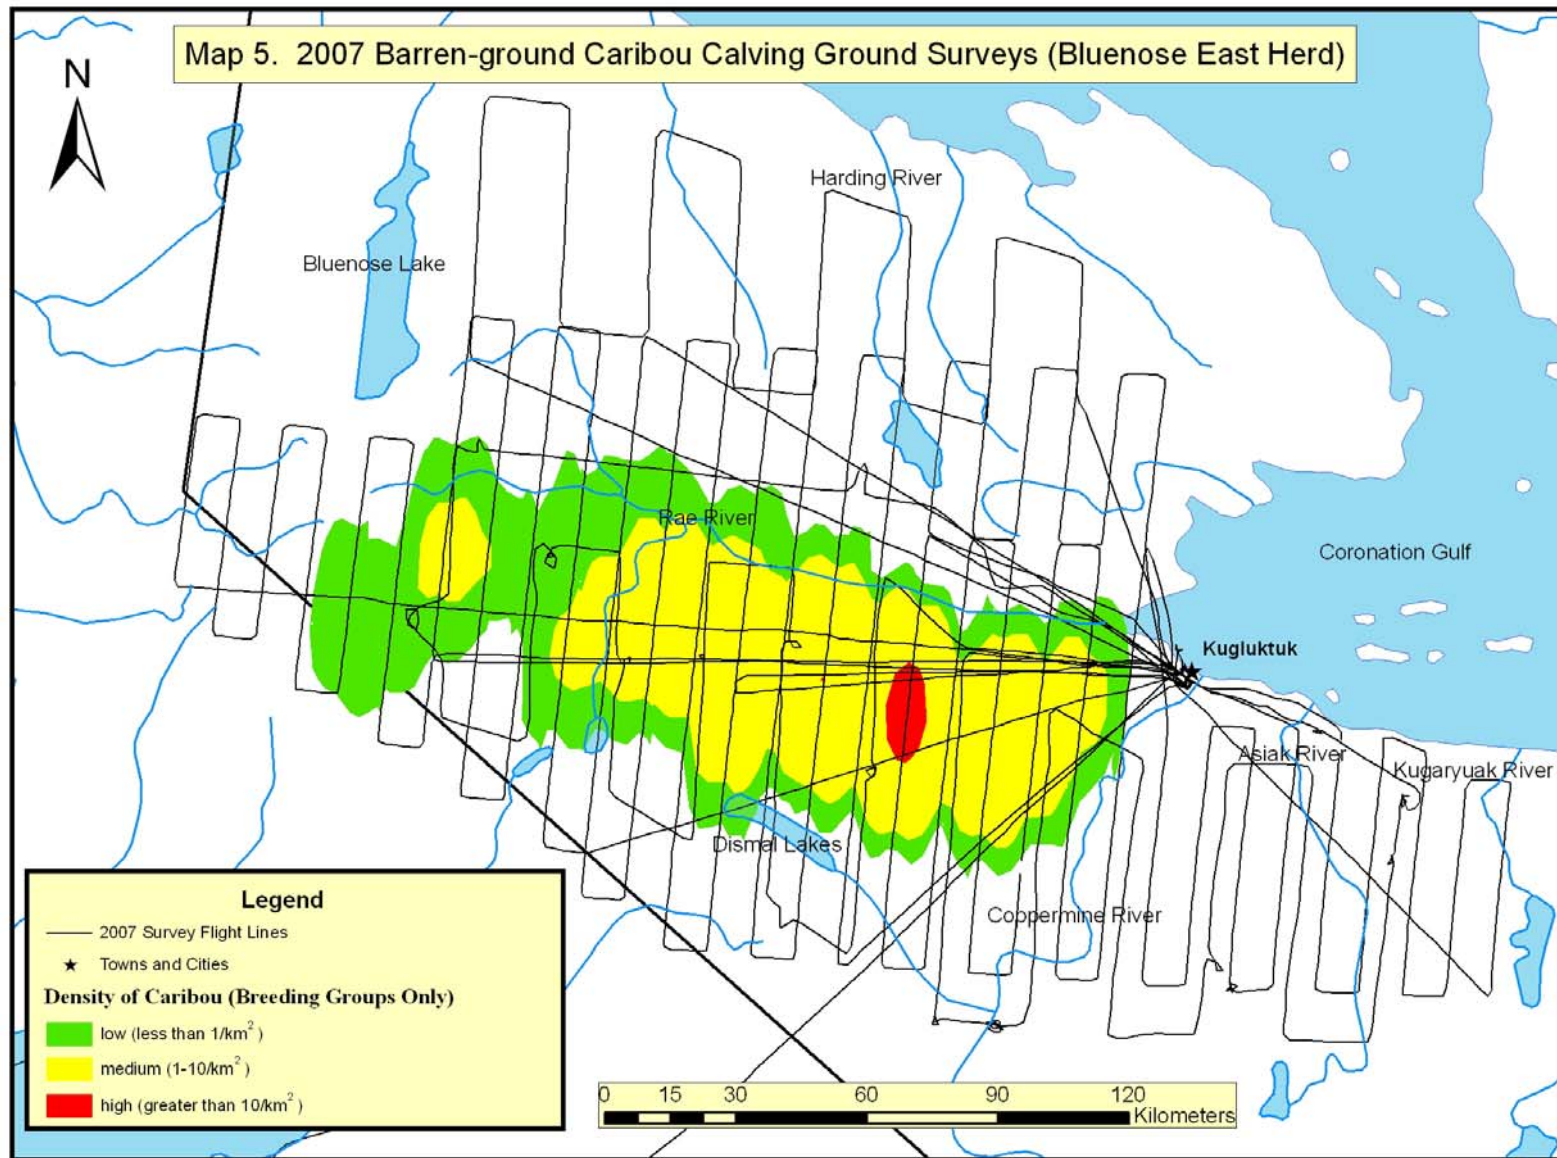 Map 5. 2007 Barren-ground Caribou Calving Ground Surveys (Bluenose East Herd)
N
Harding River
Bluenose Lake
Rae River
Coronation Gulf
Kugluktuk
Asiak River
Kugaryuak River
Dismal Lakes
Coppermine River
Legend
2007 Survey Flight Lines
Towns and Cities
Density of Caribou (Breeding Groups Only)
low (less than 1/km²)
medium (1-10/km²)
high (greater than 10/km²)
0 15 30 60 90 120
Kilometers